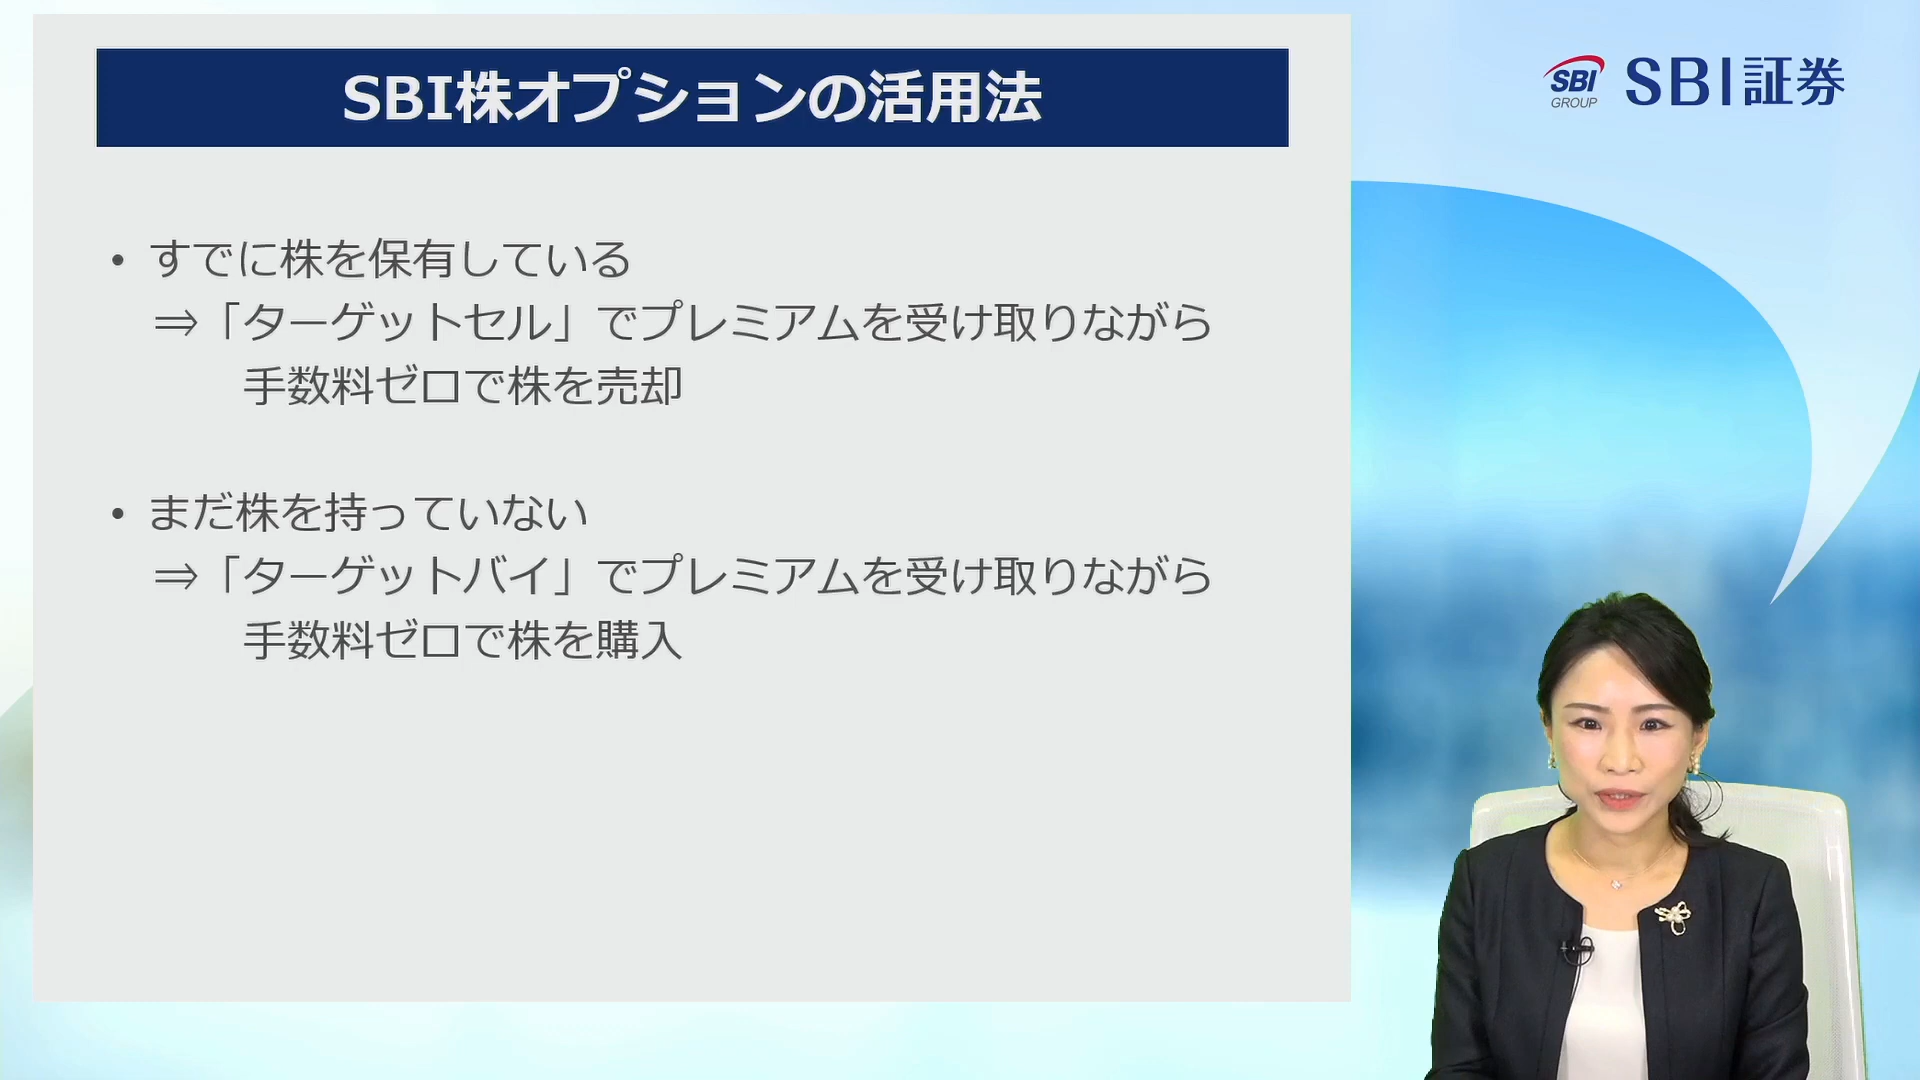 SBI株オプションの活用法
SBI GROUP
SBI証券
• すでに株を保有している
⇒「ターゲットセル」でプレミアムを受け取りながら
手数料ゼロで株を売却
• まだ株を持っていない
⇒「ターゲットバイ」でプレミアムを受け取りながら
手数料ゼロで株を購入